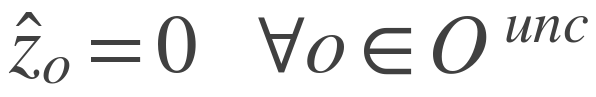 ẑ_o = 0 ∀o ∈ O^unc